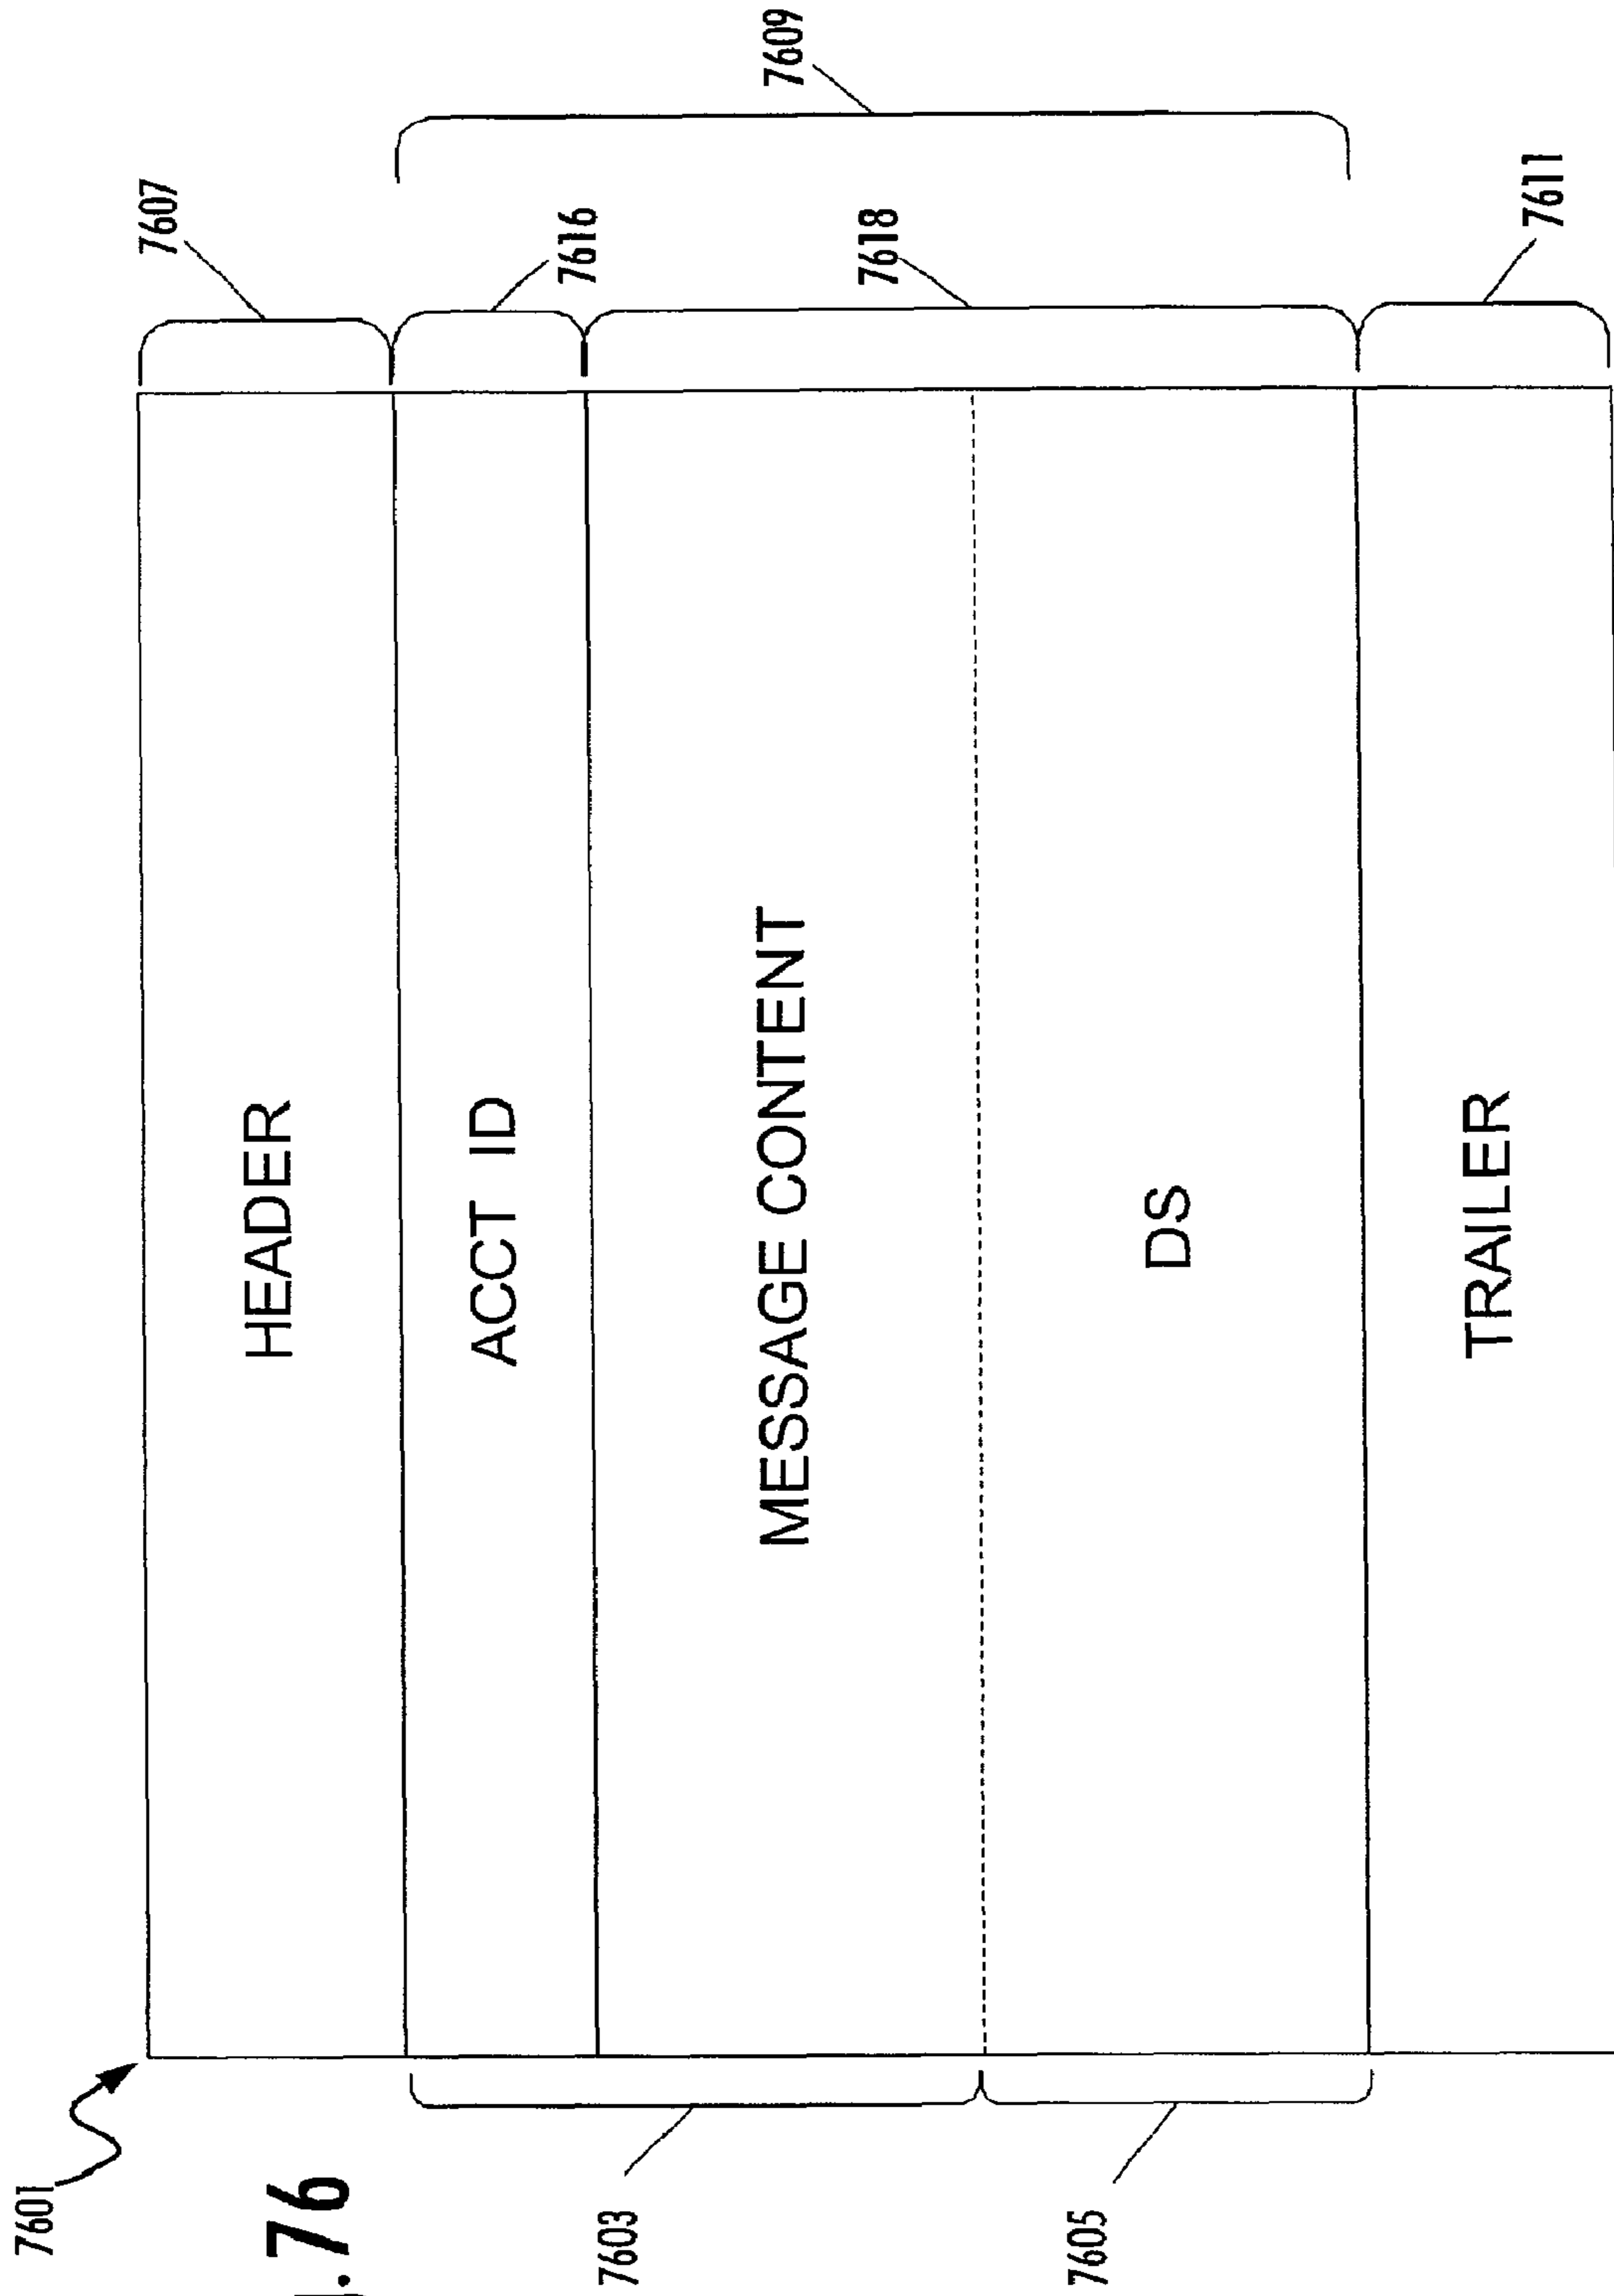 7601
HEADER
7607
ACCT ID
7616
7603
MESSAGE CONTENT
7618
7609
7605
DS
TRAILER
7611
.76